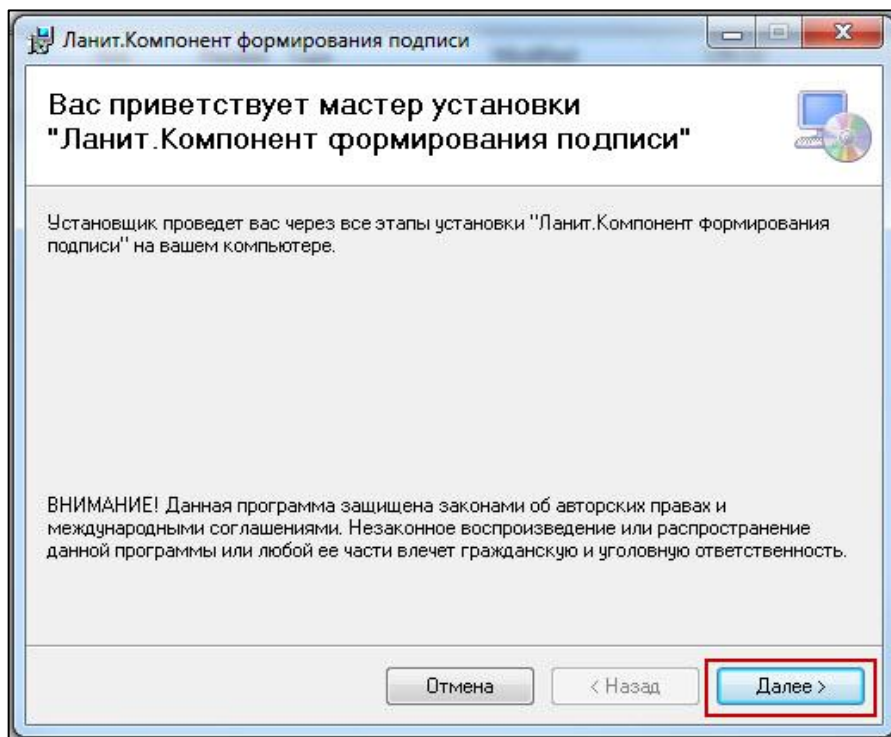 Ланит.Компонент формирования подписи
Вас приветствует мастер установки
"Ланит.Компонент формирования подписи"
Установщик проведет вас через все этапы установки "Ланит.Компонент формирования
подписи" на вашем компьютере.
ВНИМАНИЕ! Данная программа защищена законами об авторских правах и
международными соглашениями. Незаконное воспроизведение или распространение
данной программы или любой ее части влечет гражданскую и уголовную ответственность.
Отмена
< Назад
Далее >